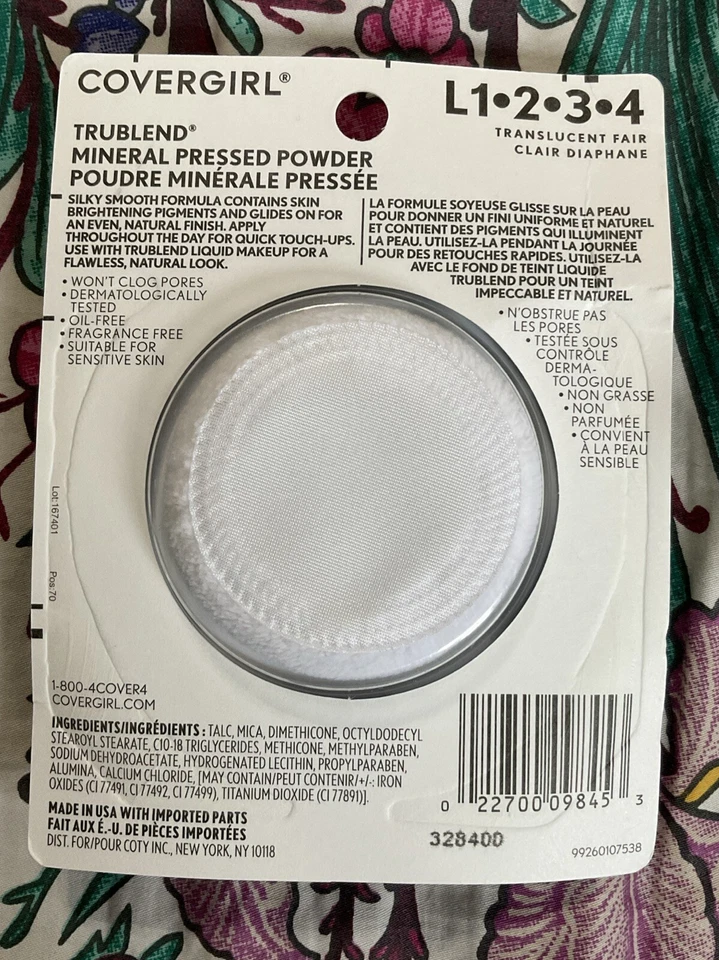 COVERGIRL®
L1•2•3•4
TRANSLUCENT FAIR
CLAIR DIAPHANE
TRUBLEND®
MINERAL PRESSED POWDER
POUDRE MINÉRALE PRESSÉE
SILKY SMOOTH FORMULA CONTAINS SKIN
BRIGHTENING PIGMENTS AND GLIDES ON FOR
AN EVEN, NATURAL FINISH. APPLY
THROUGHOUT THE DAY FOR QUICK TOUCH-UPS.
USE WITH TRUBLEND LIQUID MAKEUP FOR A
FLAWLESS, NATURAL LOOK.
• WON'T CLOG PORES
• DERMATOLOGICALLY
TESTED
• OIL-FREE
• FRAGRANCE FREE
• SUITABLE FOR
SENSITIVE SKIN
LA FORMULE SOYEUSE GLISSE SUR LA PEAU
POUR DONNER UN FINI UNIFORME ET NATUREL
ET CONTIENT DES PIGMENTS QUI ILLUMINENT
LA PEAU. UTILISEZ-LA PENDANT LA JOURNÉE
POUR DES RETOUCHES RAPIDES. UTILISEZ-LA
AVEC LE FOND DE TEINT LIQUIDE
TRUBLEND POUR UN TEINT
IMPECCABLE ET NATUREL.
• N'OBSTRUE PAS
LES PORES
• TESTÉE SOUS
CONTRÔLE
DERMA-
TOLOGIQUE
• NON GRASSE
• NON
PARFUMÉE
• CONVIENT
À LA PEAU
SENSIBLE
Lot:167401
Pos:70
1-800-4COVER4
COVERGIRL.COM
INGREDIENTS/INGRÉDIENTS : TALC, MICA, DIMETHICONE, OCTYLDODECYL
STEAROYL STEARATE, C10-18 TRIGLYCERIDES, METHICONE, METHYLPARABEN,
SODIUM DEHYDROACETATE, HYDROGENATED LECITHIN, PROPYLPARABEN,
ALUMINA, CALCIUM CHLORIDE, [MAY CONTAIN/PEUT CONTENIR/+/-: IRON
OXIDES (CI 77491, CI 77492, CI 77499), TITANIUM DIOXIDE (CI 77891)].
MADE IN USA WITH IMPORTED PARTS
FAIT AUX É.-U. DE PIÈCES IMPORTÉES
DIST. FOR/POUR COTY INC., NEW YORK, NY 10118
0 22700 09845 3
328400
99260107538